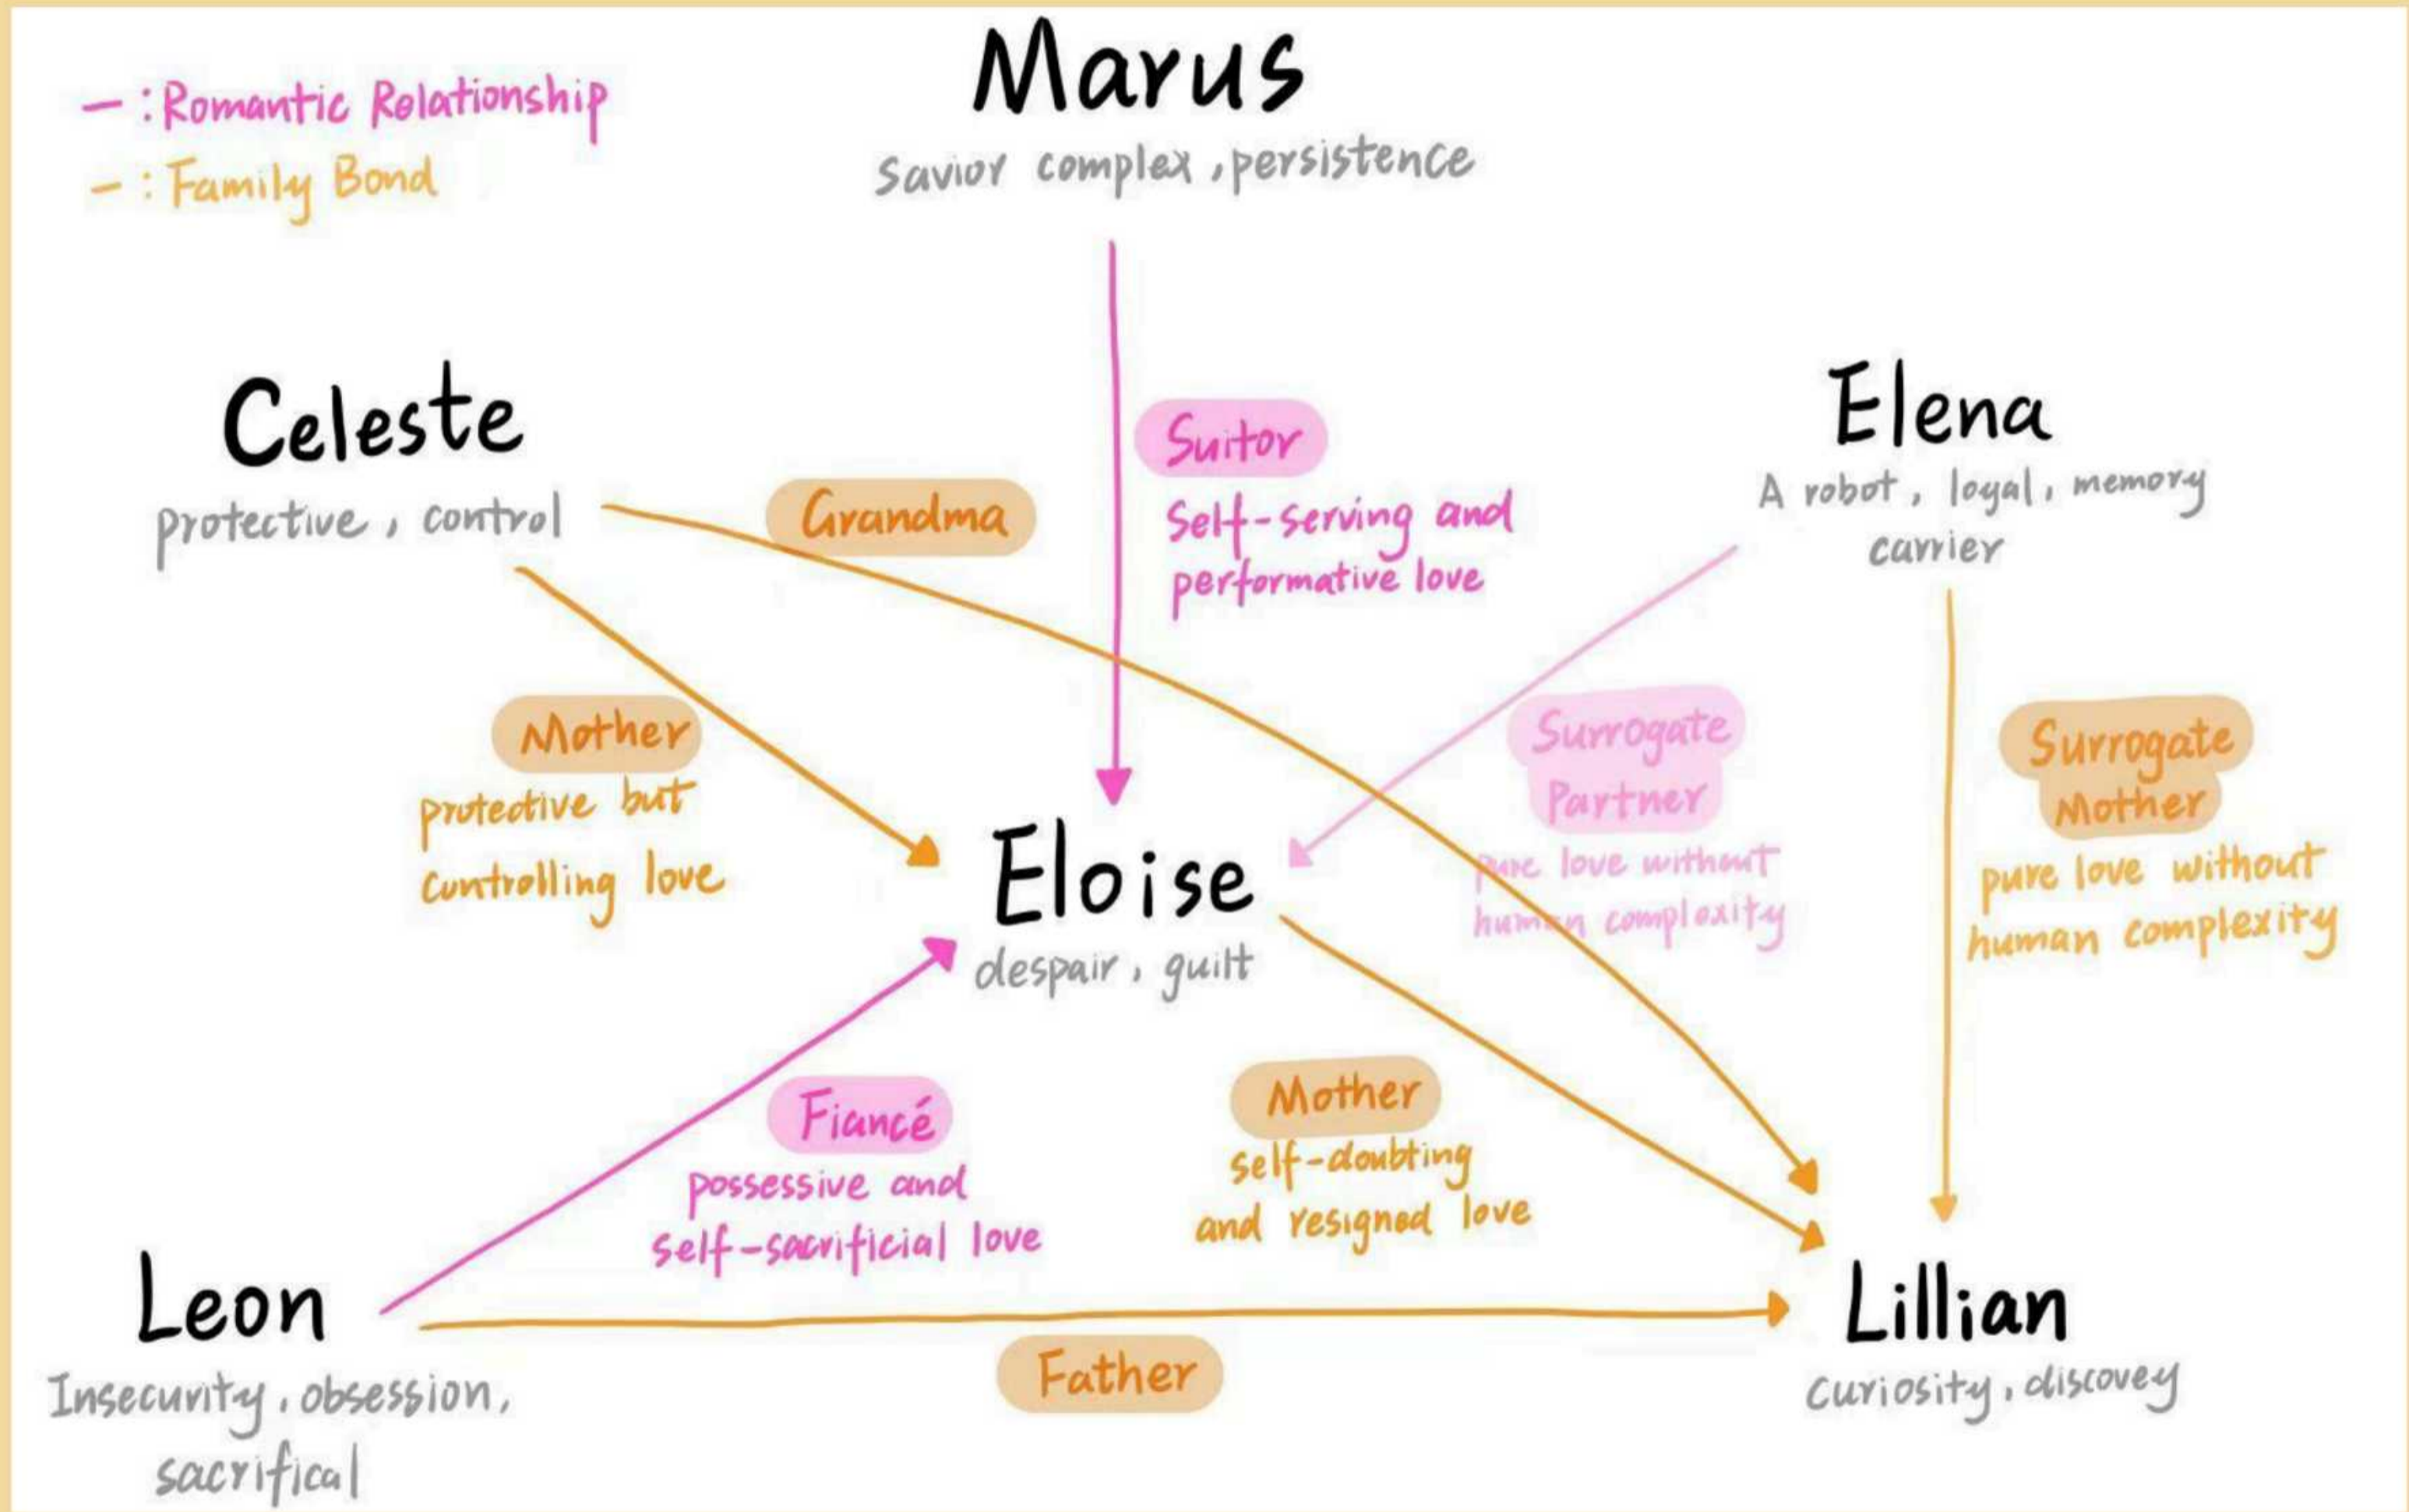 — : Romantic Relationship
— : Family Bond
Marus
Savior complex, persistence
Celeste
protective, control
Grandma
Suitor
Self-serving and
performative love
Elena
A robot, loyal, memory
carrier
Mother
protective but
controlling love
Surrogate
Partner
pure love without
human complexity
Surrogate
Mother
pure love without
human complexity
Eloise
despair, guilt
Fiancé
possessive and
self-sacrificial love
Mother
self-doubting
and resigned love
Leon
Insecurity, obsession,
sacrifical
Father
Lillian
Curiosity, discovey